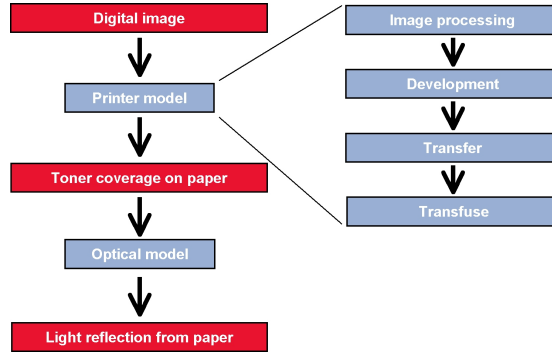 Digital image
Printer model
Toner coverage on paper
Optical model
Light reflection from paper
Image processing
Development
Transfer
Transfuse